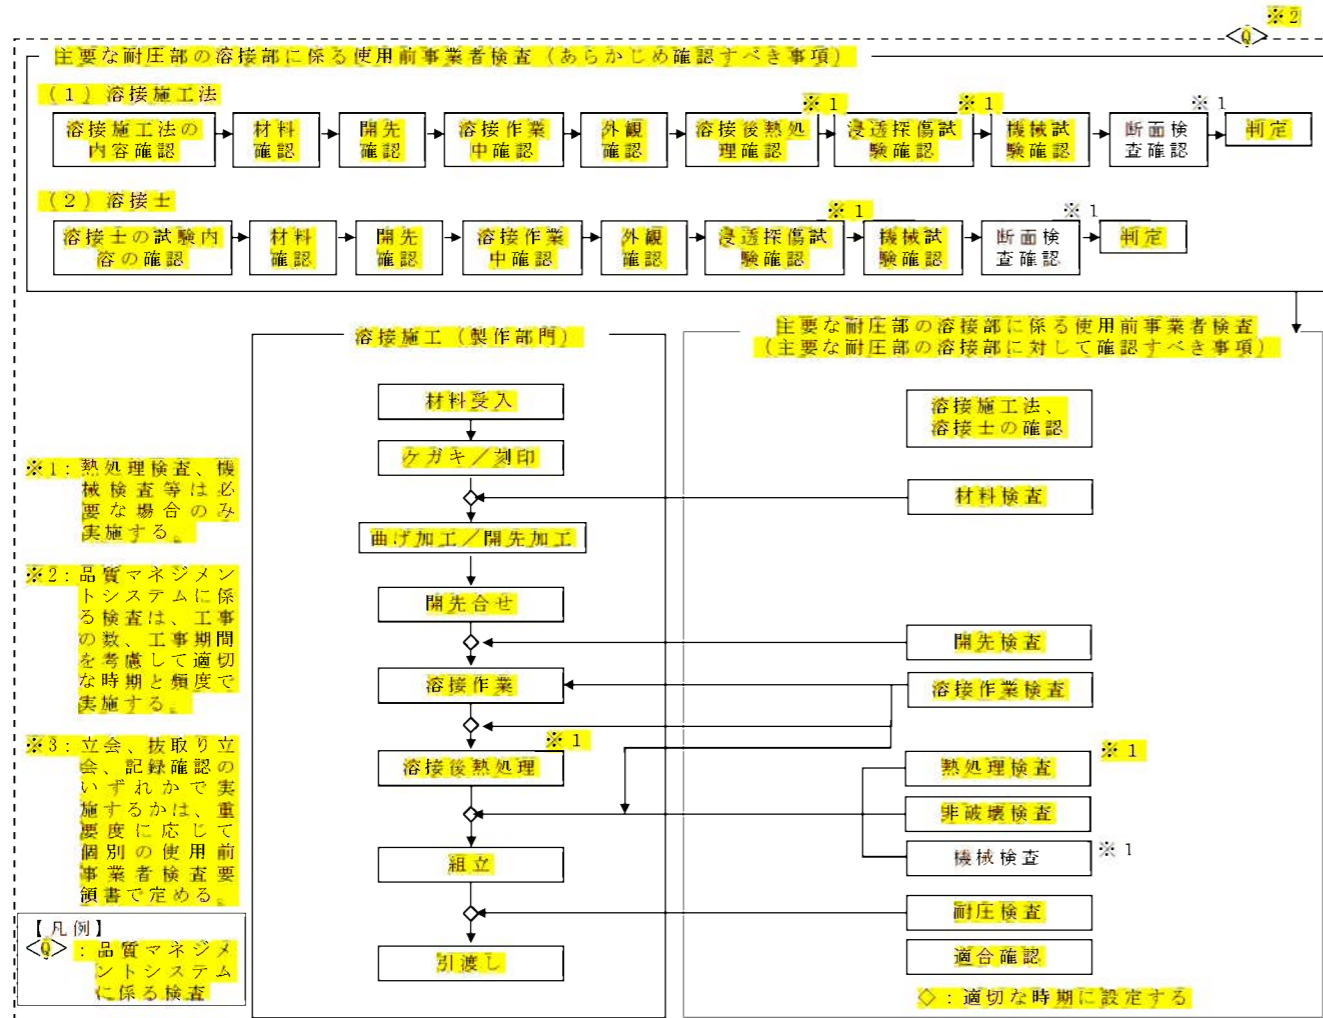 ※2
<Q>
主要な耐圧部の溶接部に係る使用前事業者検査（あらかじめ確認すべき事項）
（1）溶接施工法
※1
※1
※1
溶接施工法の
内容確認
材料
確認
開先
確認
溶接作業
中確認
外観
確認
溶接後熱処
理確認
浸透探傷試
験確認
機械試
験確認
断面検
査確認
判定
（2）溶接士
※1
※1
溶接士の試験内
容の確認
材料
確認
開先
確認
溶接作業
中確認
外観
確認
浸透探傷試
験確認
機械試
験確認
断面検
査確認
判定
溶接施工（製作部門）
材料受入
ケガキ／刻印
曲げ加工／開先加工
開先合せ
溶接作業
※1
溶接後熱処理
組立
引渡し
主要な耐圧部の溶接部に係る使用前事業者検査
（主要な耐圧部の溶接部に対して確認すべき事項）
溶接施工法、
溶接士の確認
材料検査
開先検査
溶接作業検査
熱処理検査
※1
非破壊検査
機械検査
※1
耐圧検査
適合確認
◇：適切な時期に設定する
※1：熱処理検査、機
械検査等は必
要な場合のみ
実施する。
※2：品質マネジメン
トシステムに係
る検査は、工事
の数、工事期間
を考慮して適切
な時期と頻度で
実施する。
※3：立会、抜取り立
会、記録確認の
いずれかで実
施するかは、重
要度に応じて
個別の使用前
事業者検査要
領書で定める。
【凡例】
<Q>：品質マネジメ
ントシステム
に係る検査